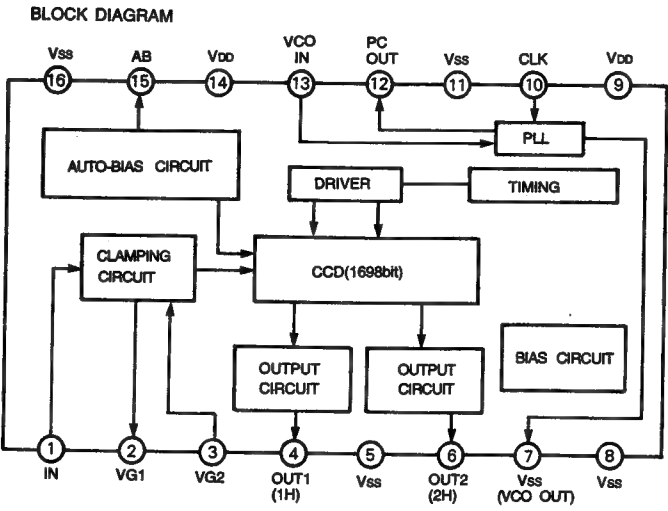 BLOCK DIAGRAM
Vss AB VDD VCO IN PC OUT Vss CLK VDD
16 15 14 13 12 11 10 9
AUTO-BIAS CIRCUIT
PLL
DRIVER
TIMING
CLAMPING
CIRCUIT
CCD(1698bit)
OUTPUT
CIRCUIT
OUTPUT
CIRCUIT
BIAS CIRCUIT
1 2 3 4 5 6 7 8
IN VG1 VG2 OUT1 Vss OUT2 Vss Vss
(1H) (2H) (VCO OUT)